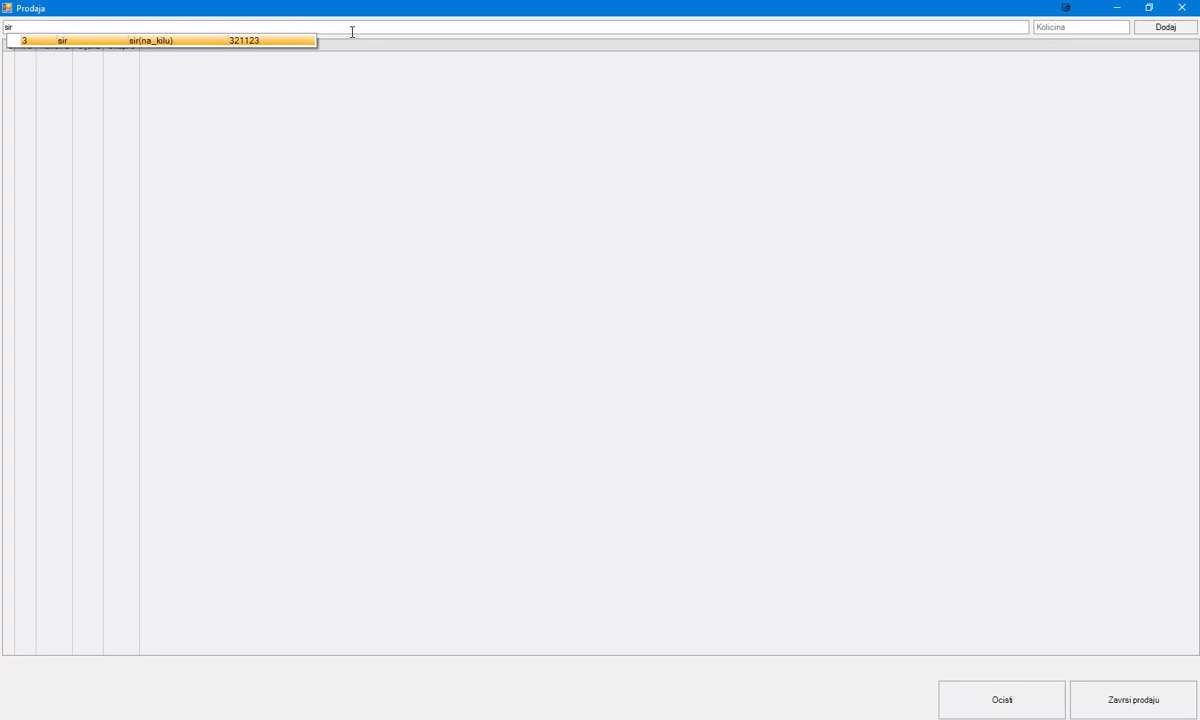 Prodaja
sir
Kolicina
Dodaj
3 sir sir(na_kilu) 321123
Ocisti
Zavrsi prodaju